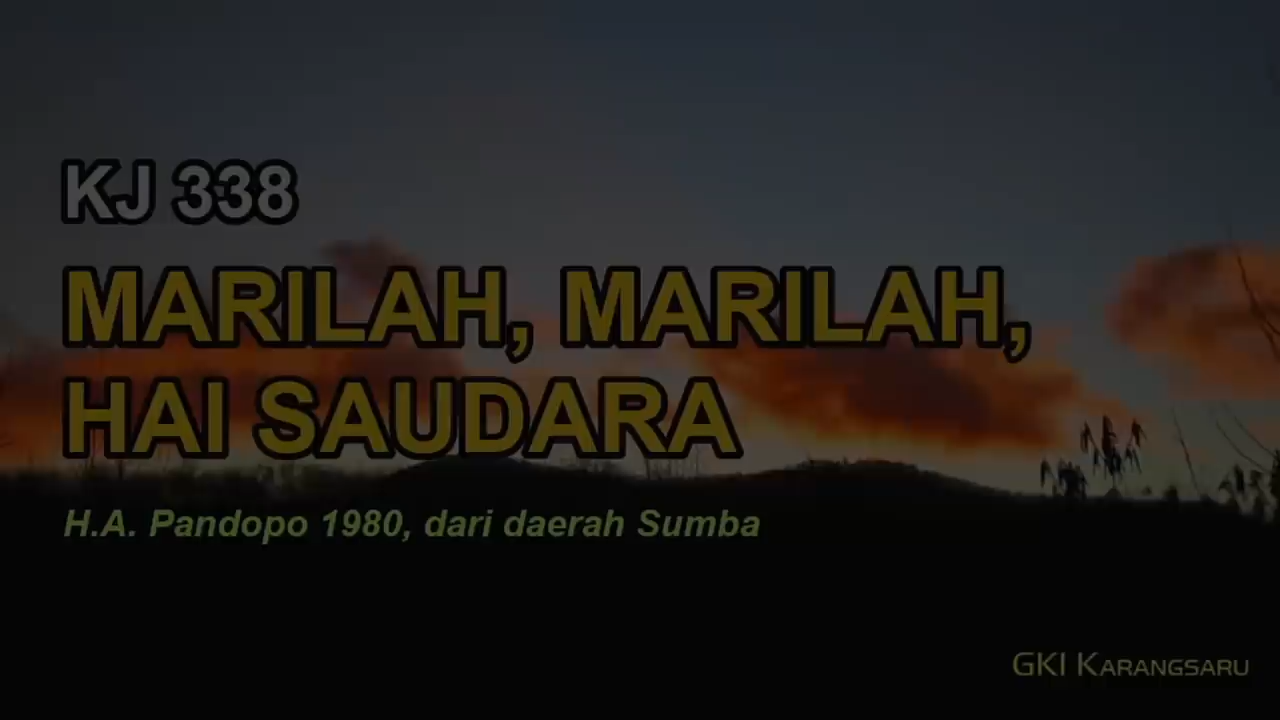 KJ 338
MARILAH, MARILAH,
HAI SAUDARA
H.A. Pandopo 1980, dari daerah Sumba
GKI KARANGSARU